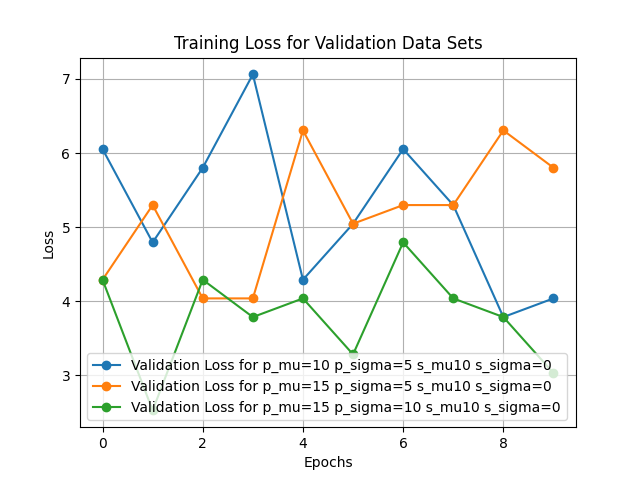 Training Loss for Validation Data Sets
7
6
5
4
3
Loss
Validation Loss for p_mu=10 p_sigma=5 s_mu10 s_sigma=0
Validation Loss for p_mu=15 p_sigma=5 s_mu10 s_sigma=0
Validation Loss for p_mu=15 p_sigma=10 s_mu10 s_sigma=0
0 2 4 6 8
Epochs